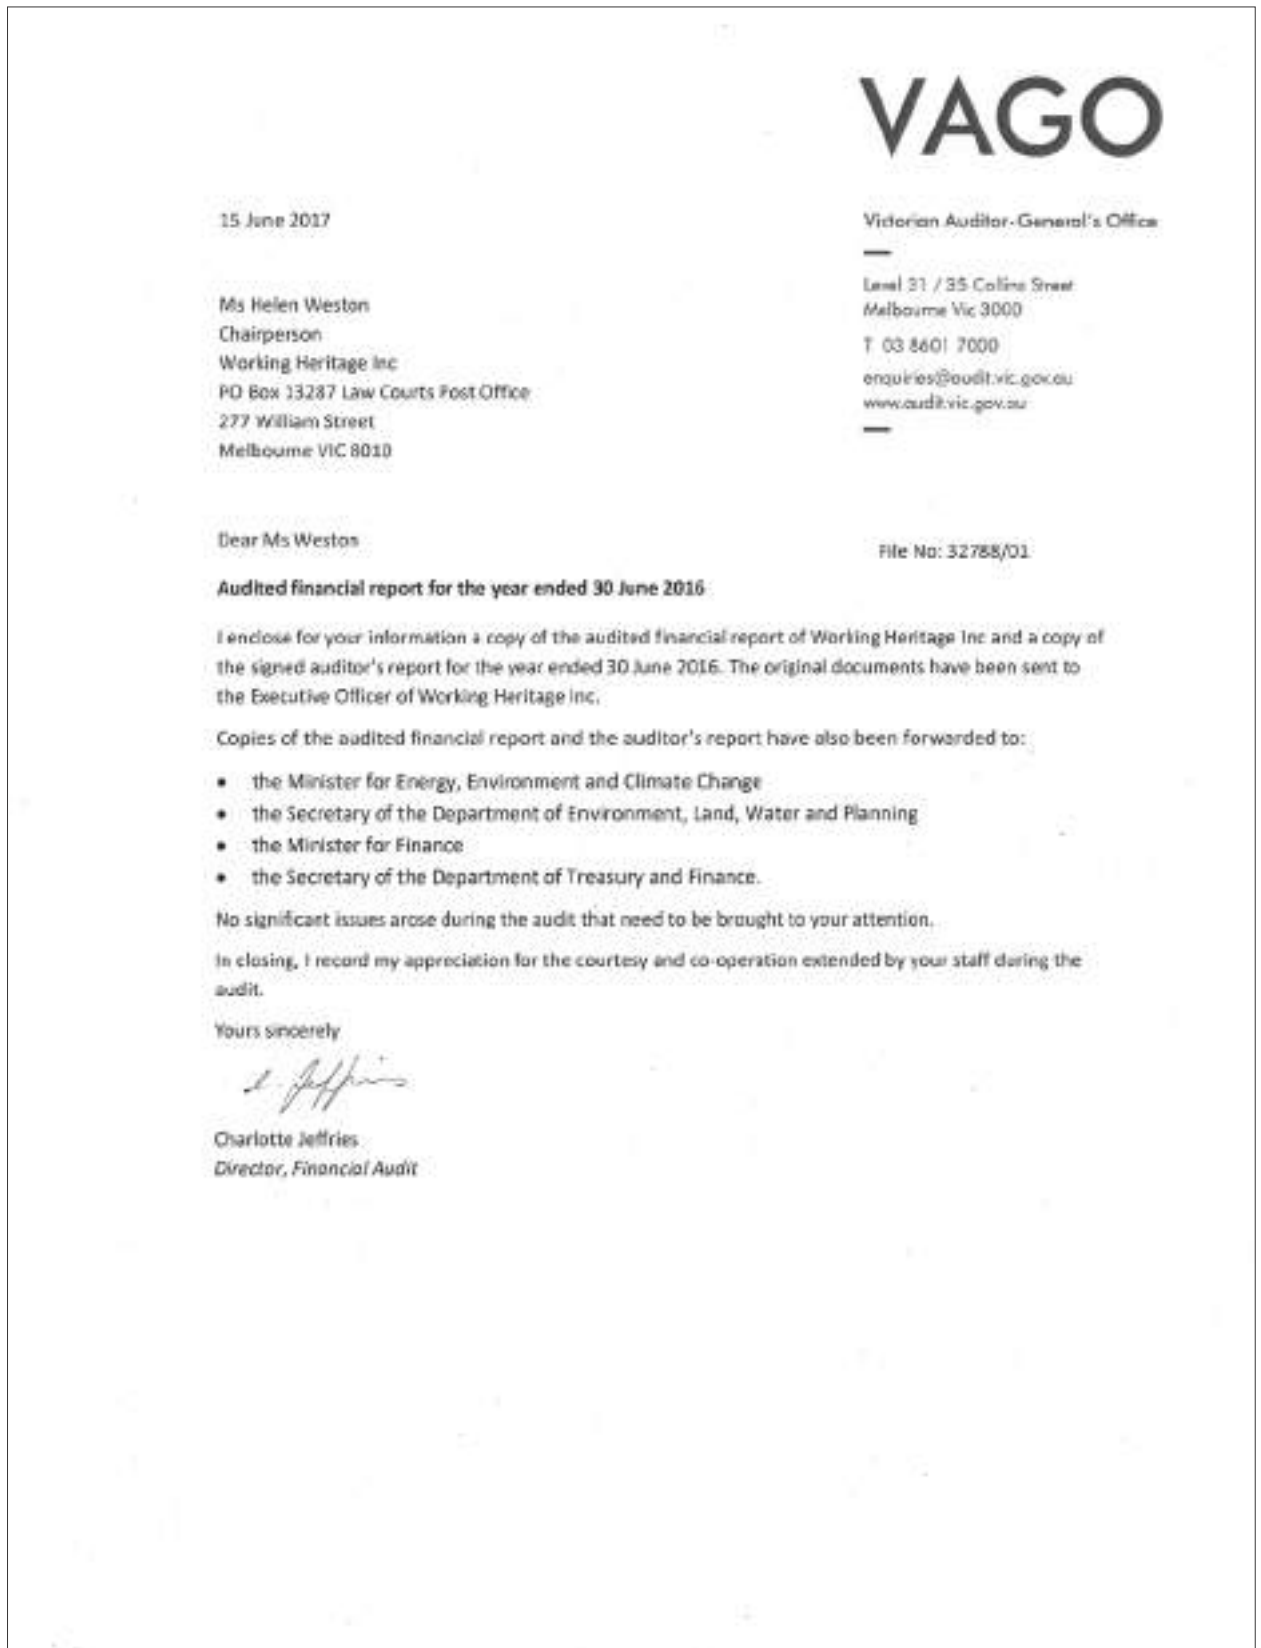 VAGO
15 June 2017
Victorian Auditor-General's Office
Level 31 / 35 Collins Street
Melbourne Vic 3000
T 03 8601 7000
enquiries@audit.vic.gov.au
www.audit.vic.gov.au
Ms Helen Weston
Chairperson
Working Heritage Inc
PO Box 13287 Law Courts Post Office
277 William Street
Melbourne VIC 8010
Dear Ms Weston
File No: 32788/01
Audited financial report for the year ended 30 June 2016
I enclose for your information a copy of the audited financial report of Working Heritage Inc and a copy of
the signed auditor's report for the year ended 30 June 2016. The original documents have been sent to
the Executive Officer of Working Heritage Inc.
Copies of the audited financial report and the auditor's report have also been forwarded to:
• the Minister for Energy, Environment and Climate Change
• the Secretary of the Department of Environment, Land, Water and Planning
• the Minister for Finance
• the Secretary of the Department of Treasury and Finance.
No significant issues arose during the audit that need to be brought to your attention.
In closing, I record my appreciation for the courtesy and co-operation extended by your staff during the
audit.
Yours sincerely
C. Jeffries
Charlotte Jeffries
Director, Financial Audit